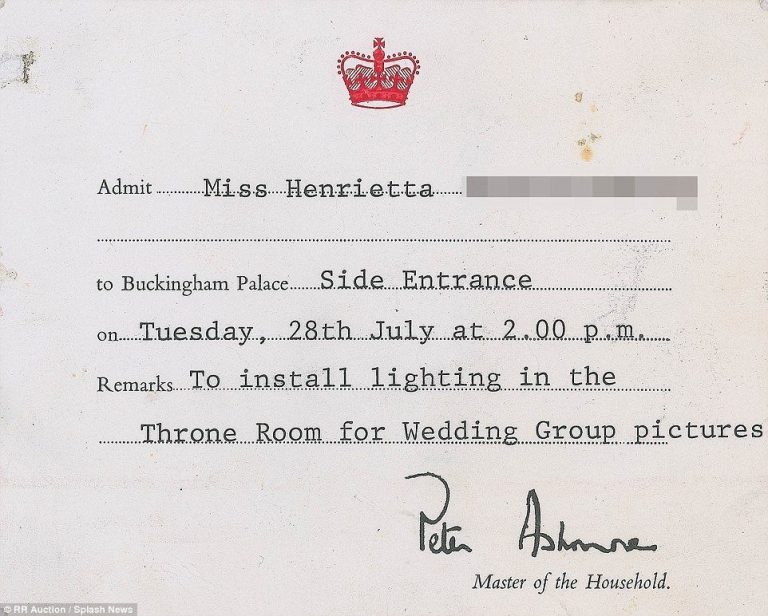 Admit ........ Miss Henrietta
to Buckingham Palace Side Entrance
on Tuesday, 28th July at 2.00 p.m.
Remarks To install lighting in the
Throne Room for Wedding Group pictures
Peter Ashmore
Master of the Household.
© RR Auction / Splash News